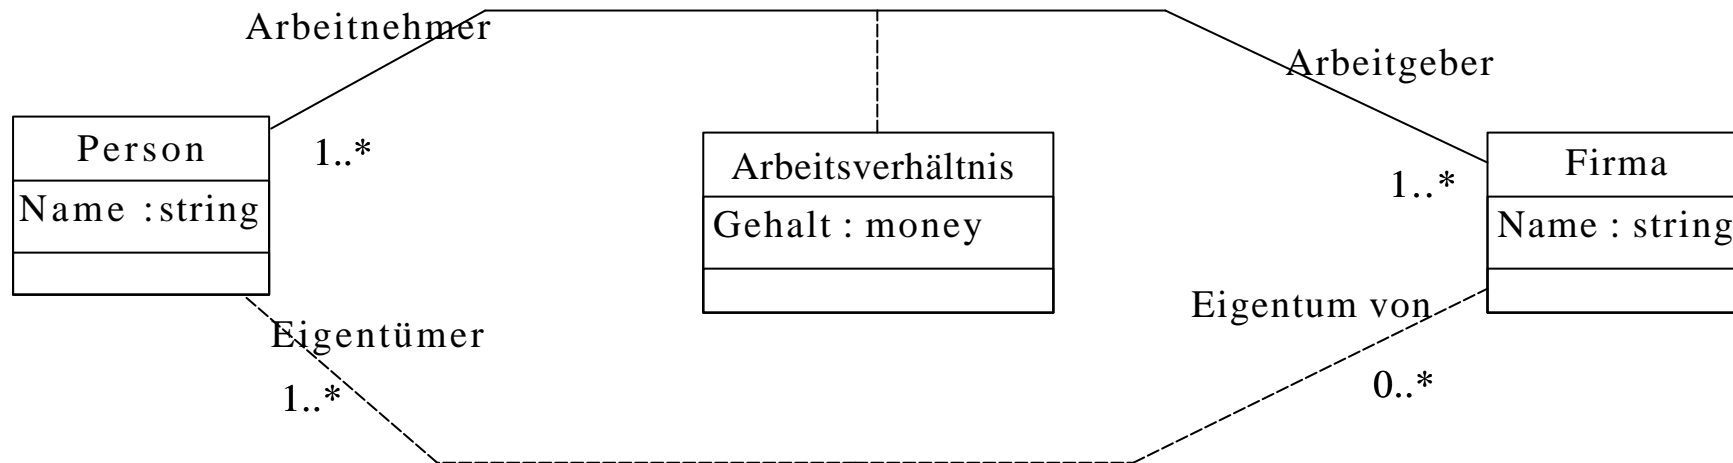 Arbeitnehmer
Arbeitgeber
Person
1..*
Arbeitsverhältnis
Firma
1..*
Name : string
Gehalt : money
Name : string
Eigentümer
Eigentum von
1..*
0..*